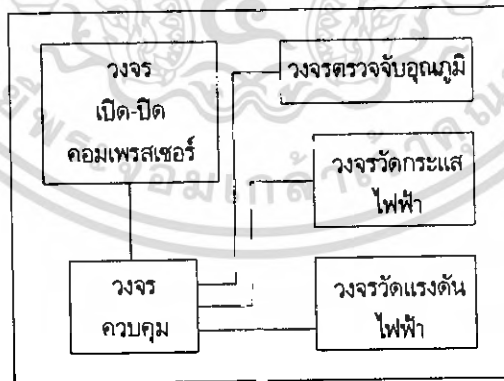 วงจร
เปิด-ปิด
คอมเพรสเซอร์
วงจรตรวจจับอุณภูมิ
วงจรวัดกระแส
ไฟฟ้า
วงจร
ควบคุม
วงจรวัดแรงดัน
ไฟฟ้า